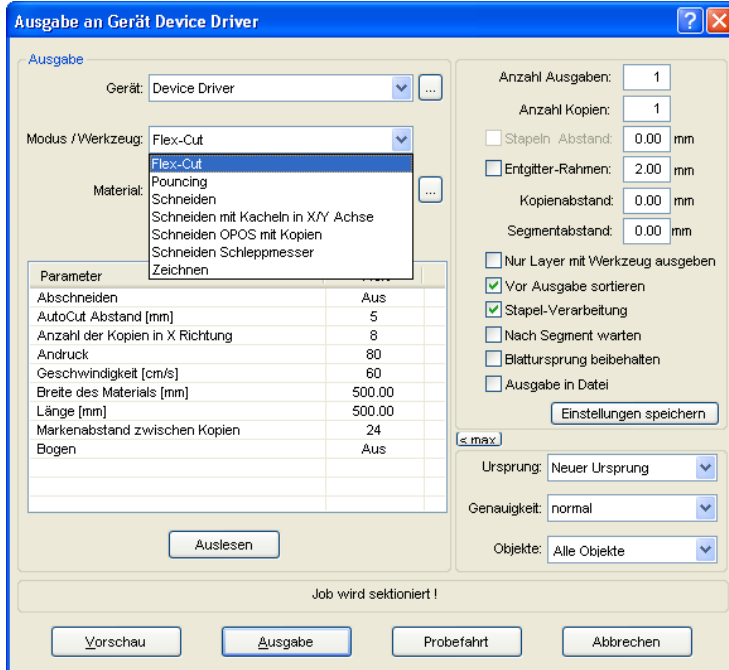 Ausgabe an Gerät Device Driver
Ausgabe
Gerät: Device Driver ...
Modus / Werkzeug: Flex-Cut
Flex-Cut
Pouncing
Schneiden
Schneiden mit Kacheln in X/Y Achse
Schneiden OPOS mit Kopien
Schneiden Schleppmesser
Zeichnen
Material: ...
Parameter
Abschneiden Aus
AutoCut Abstand [mm] 5
Anzahl der Kopien in X Richtung 8
Andruck 80
Geschwindigkeit [cm/s] 60
Breite des Materials [mm] 500.00
Länge [mm] 500.00
Markenabstand zwischen Kopien 24
Bogen Aus
Auslesen
Anzahl Ausgaben: 1
Anzahl Kopien: 1
Stapeln Abstand: 0.00 mm
Entgitter-Rahmen: 2.00 mm
Kopienabstand: 0.00 mm
Segmentabstand: 0.00 mm
Nur Layer mit Werkzeug ausgeben
Vor Ausgabe sortieren
Stapel-Verarbeitung
Nach Segment warten
Blattursprung beibehalten
Ausgabe in Datei
Einstellungen speichern
< max
Ursprung: Neuer Ursprung
Genauigkeit: normal
Objekte: Alle Objekte
Job wird sektioniert !
Vorschau Ausgabe Probefahrt Abbrechen